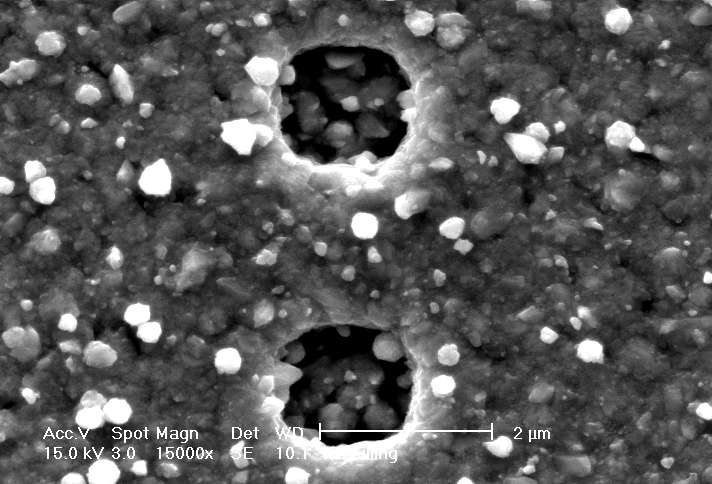 Acc.V Spot Magn Det WD 2 µm
15.0 kV 3.0 15000x SE